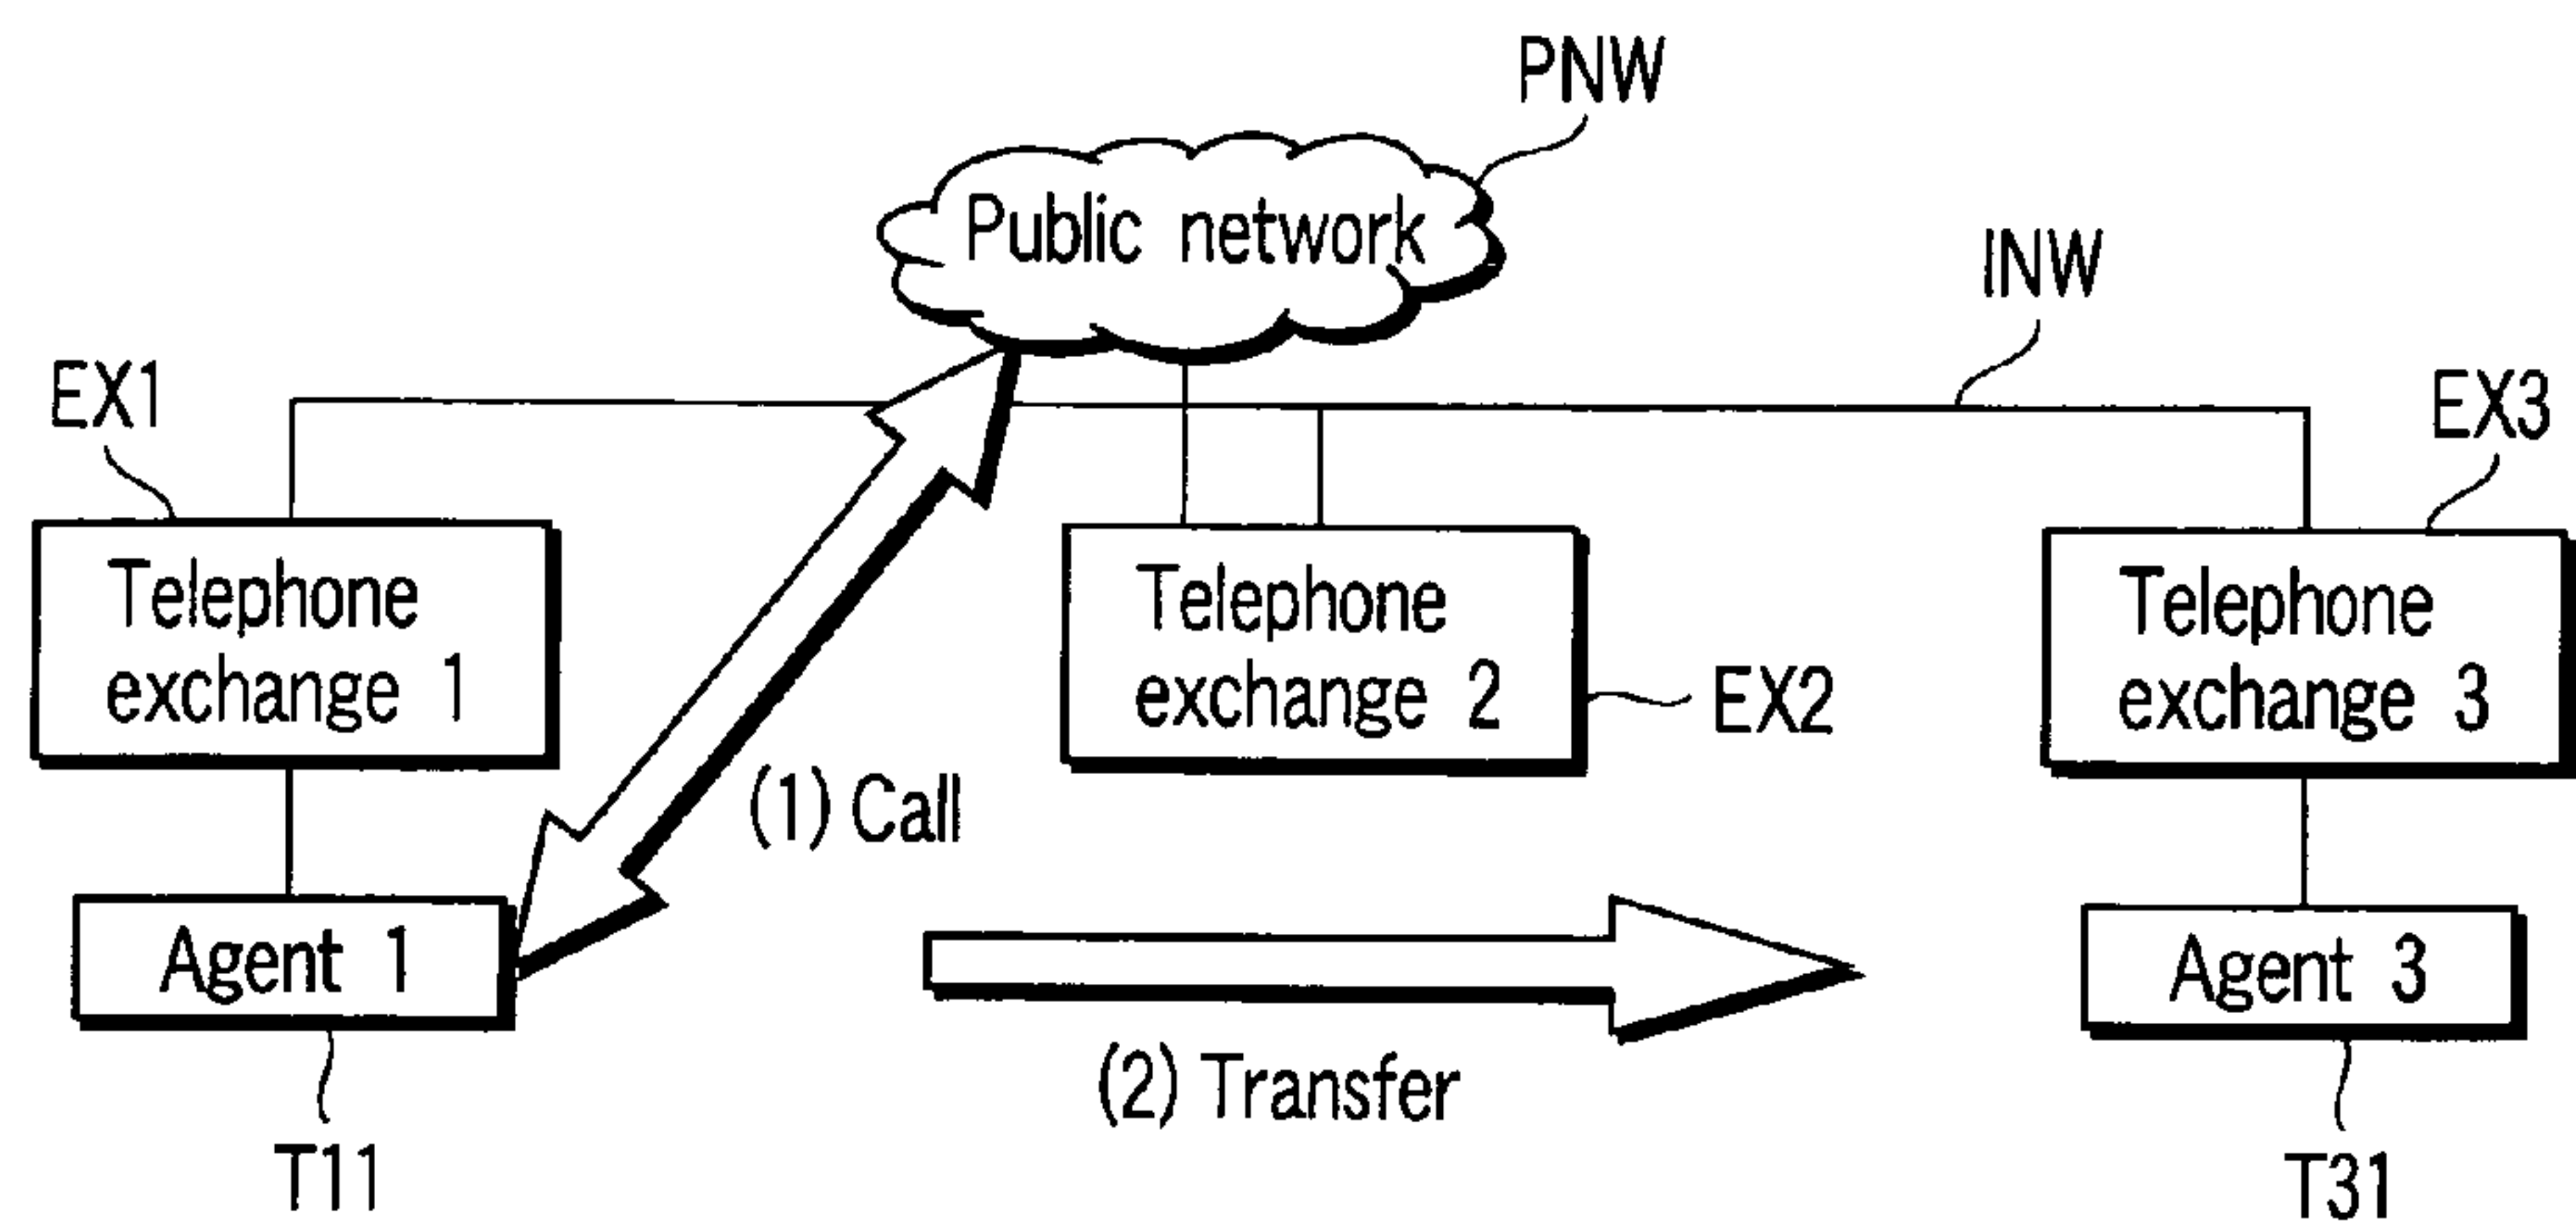 PNW
Public network
INW
EX1
EX3
Telephone
exchange 1
Telephone
exchange 2
EX2
Telephone
exchange 3
(1) Call
Agent 1
Agent 3
(2) Transfer
T11
T31